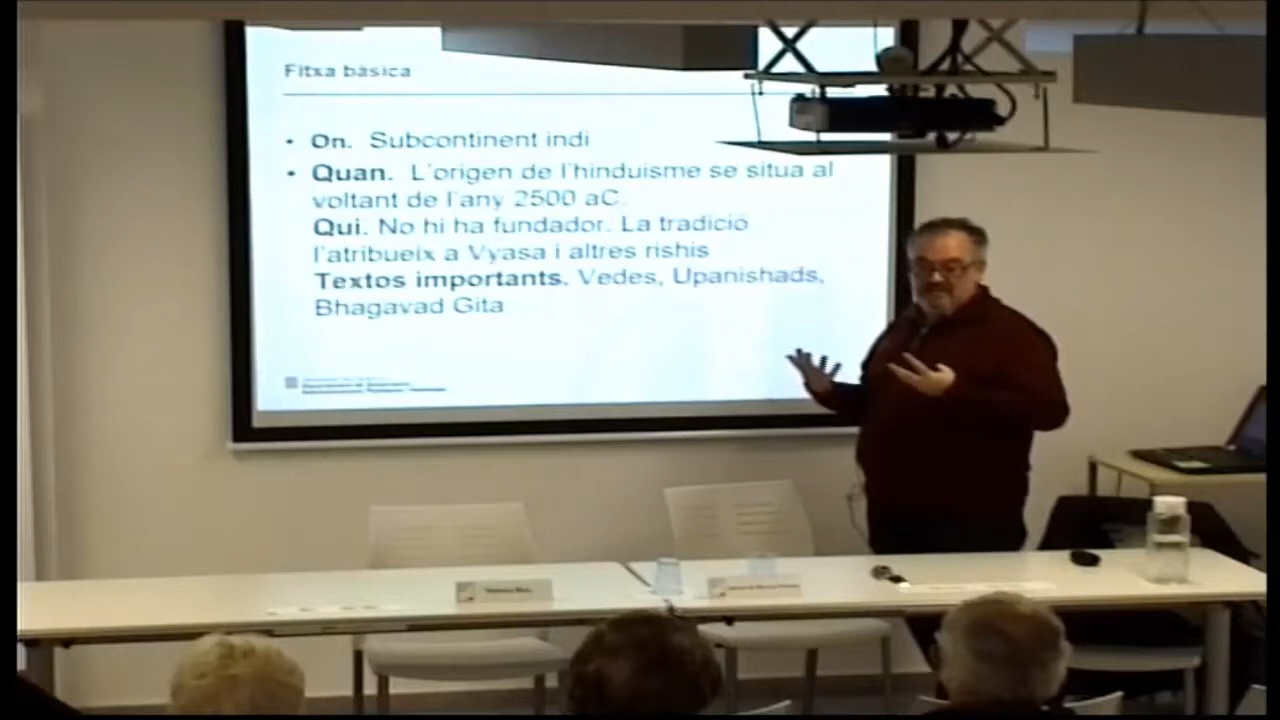 Fitxa bàsica
• On. Subcontinent indi
• Quan. L'origen de l'hinduisme se situa al
voltant de l'any 2500 aC.
Qui. No hi ha fundador. La tradició
l'atribueix a Vyasa i altres rishis
Textos importants. Vedes, Upanishads,
Bhagavad Gita